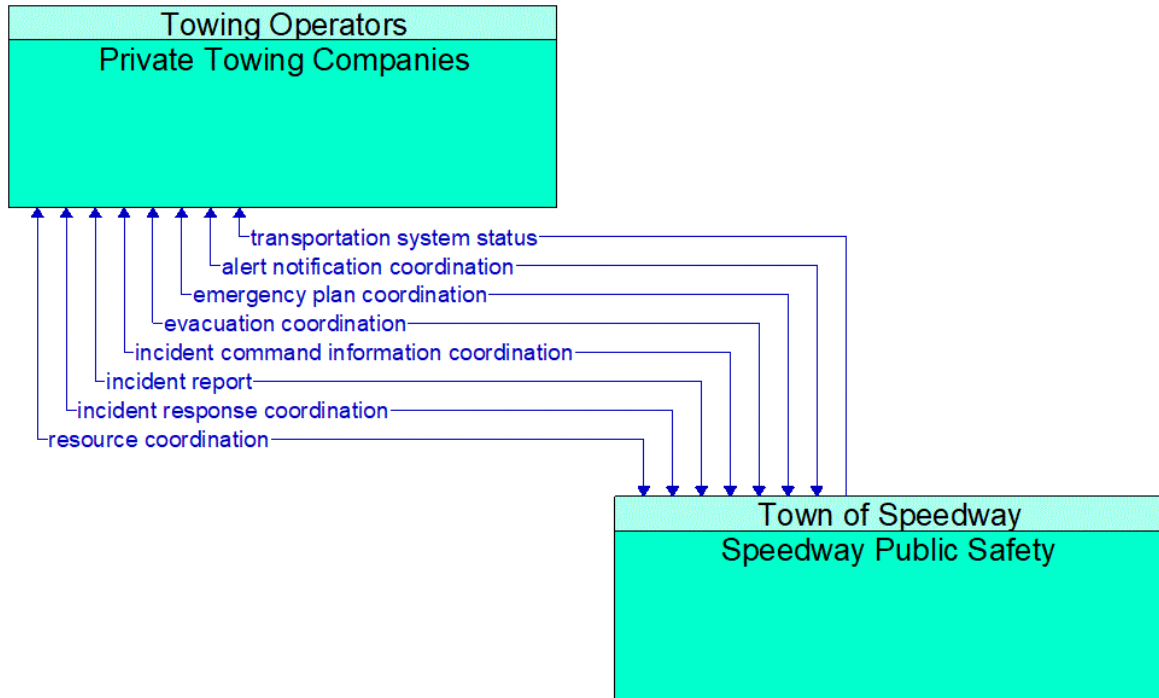 Towing Operators
Private Towing Companies
transportation system status
alert notification coordination
emergency plan coordination
evacuation coordination
incident command information coordination
incident report
incident response coordination
resource coordination
Town of Speedway
Speedway Public Safety